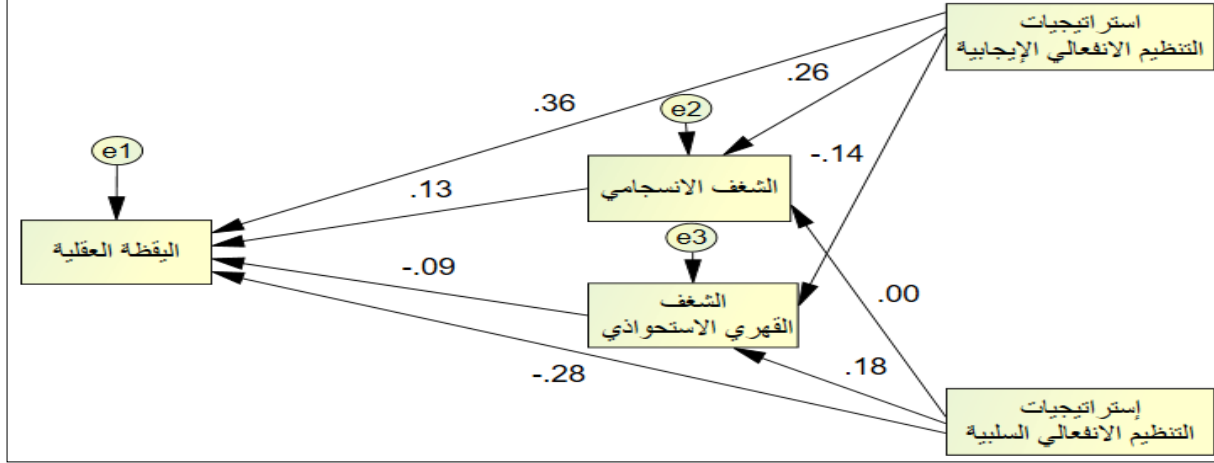 استراتيجيات
التنظيم الانفعالي الإيجابية
.26
.36
e2
-.14
e1
الشغف الانسجامي
.13
e3
اليقظة العقلية
-.09
الشغف
القهري الاستحواذي
.00
.18
-.28
إستراتيجيات
التنظيم الانفعالي السلبية